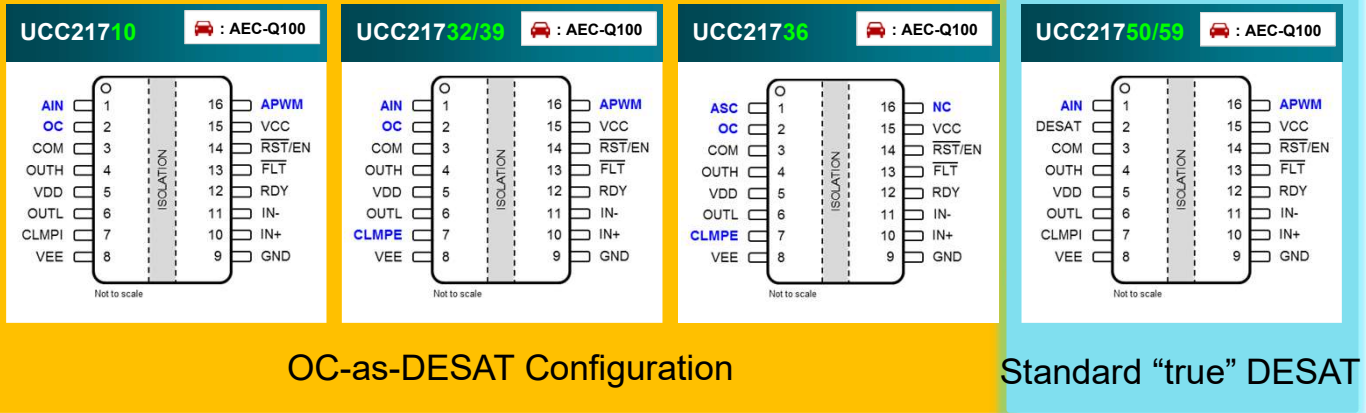 UCC21710
: AEC-Q100
AIN 1 16 APWM
OC 2 15 VCC
COM 3 14 RST/EN
OUTH 4 13 FLT
VDD 5 12 RDY
OUTL 6 11 IN-
CLMPI 7 10 IN+
VEE 8 9 GND
ISOLATION
Not to scale
UCC21732/39
: AEC-Q100
AIN 1 16 APWM
OC 2 15 VCC
COM 3 14 RST/EN
OUTH 4 13 FLT
VDD 5 12 RDY
OUTL 6 11 IN-
CLMPE 7 10 IN+
VEE 8 9 GND
ISOLATION
Not to scale
UCC21736
: AEC-Q100
ASC 1 16 NC
OC 2 15 VCC
COM 3 14 RST/EN
OUTH 4 13 FLT
VDD 5 12 RDY
OUTL 6 11 IN-
CLMPE 7 10 IN+
VEE 8 9 GND
ISOLATION
Not to scale
UCC21750/59
: AEC-Q100
AIN 1 16 APWM
DESAT 2 15 VCC
COM 3 14 RST/EN
OUTH 4 13 FLT
VDD 5 12 RDY
OUTL 6 11 IN-
CLMPI 7 10 IN+
VEE 8 9 GND
ISOLATION
Not to scale
OC-as-DESAT Configuration
Standard “true” DESAT